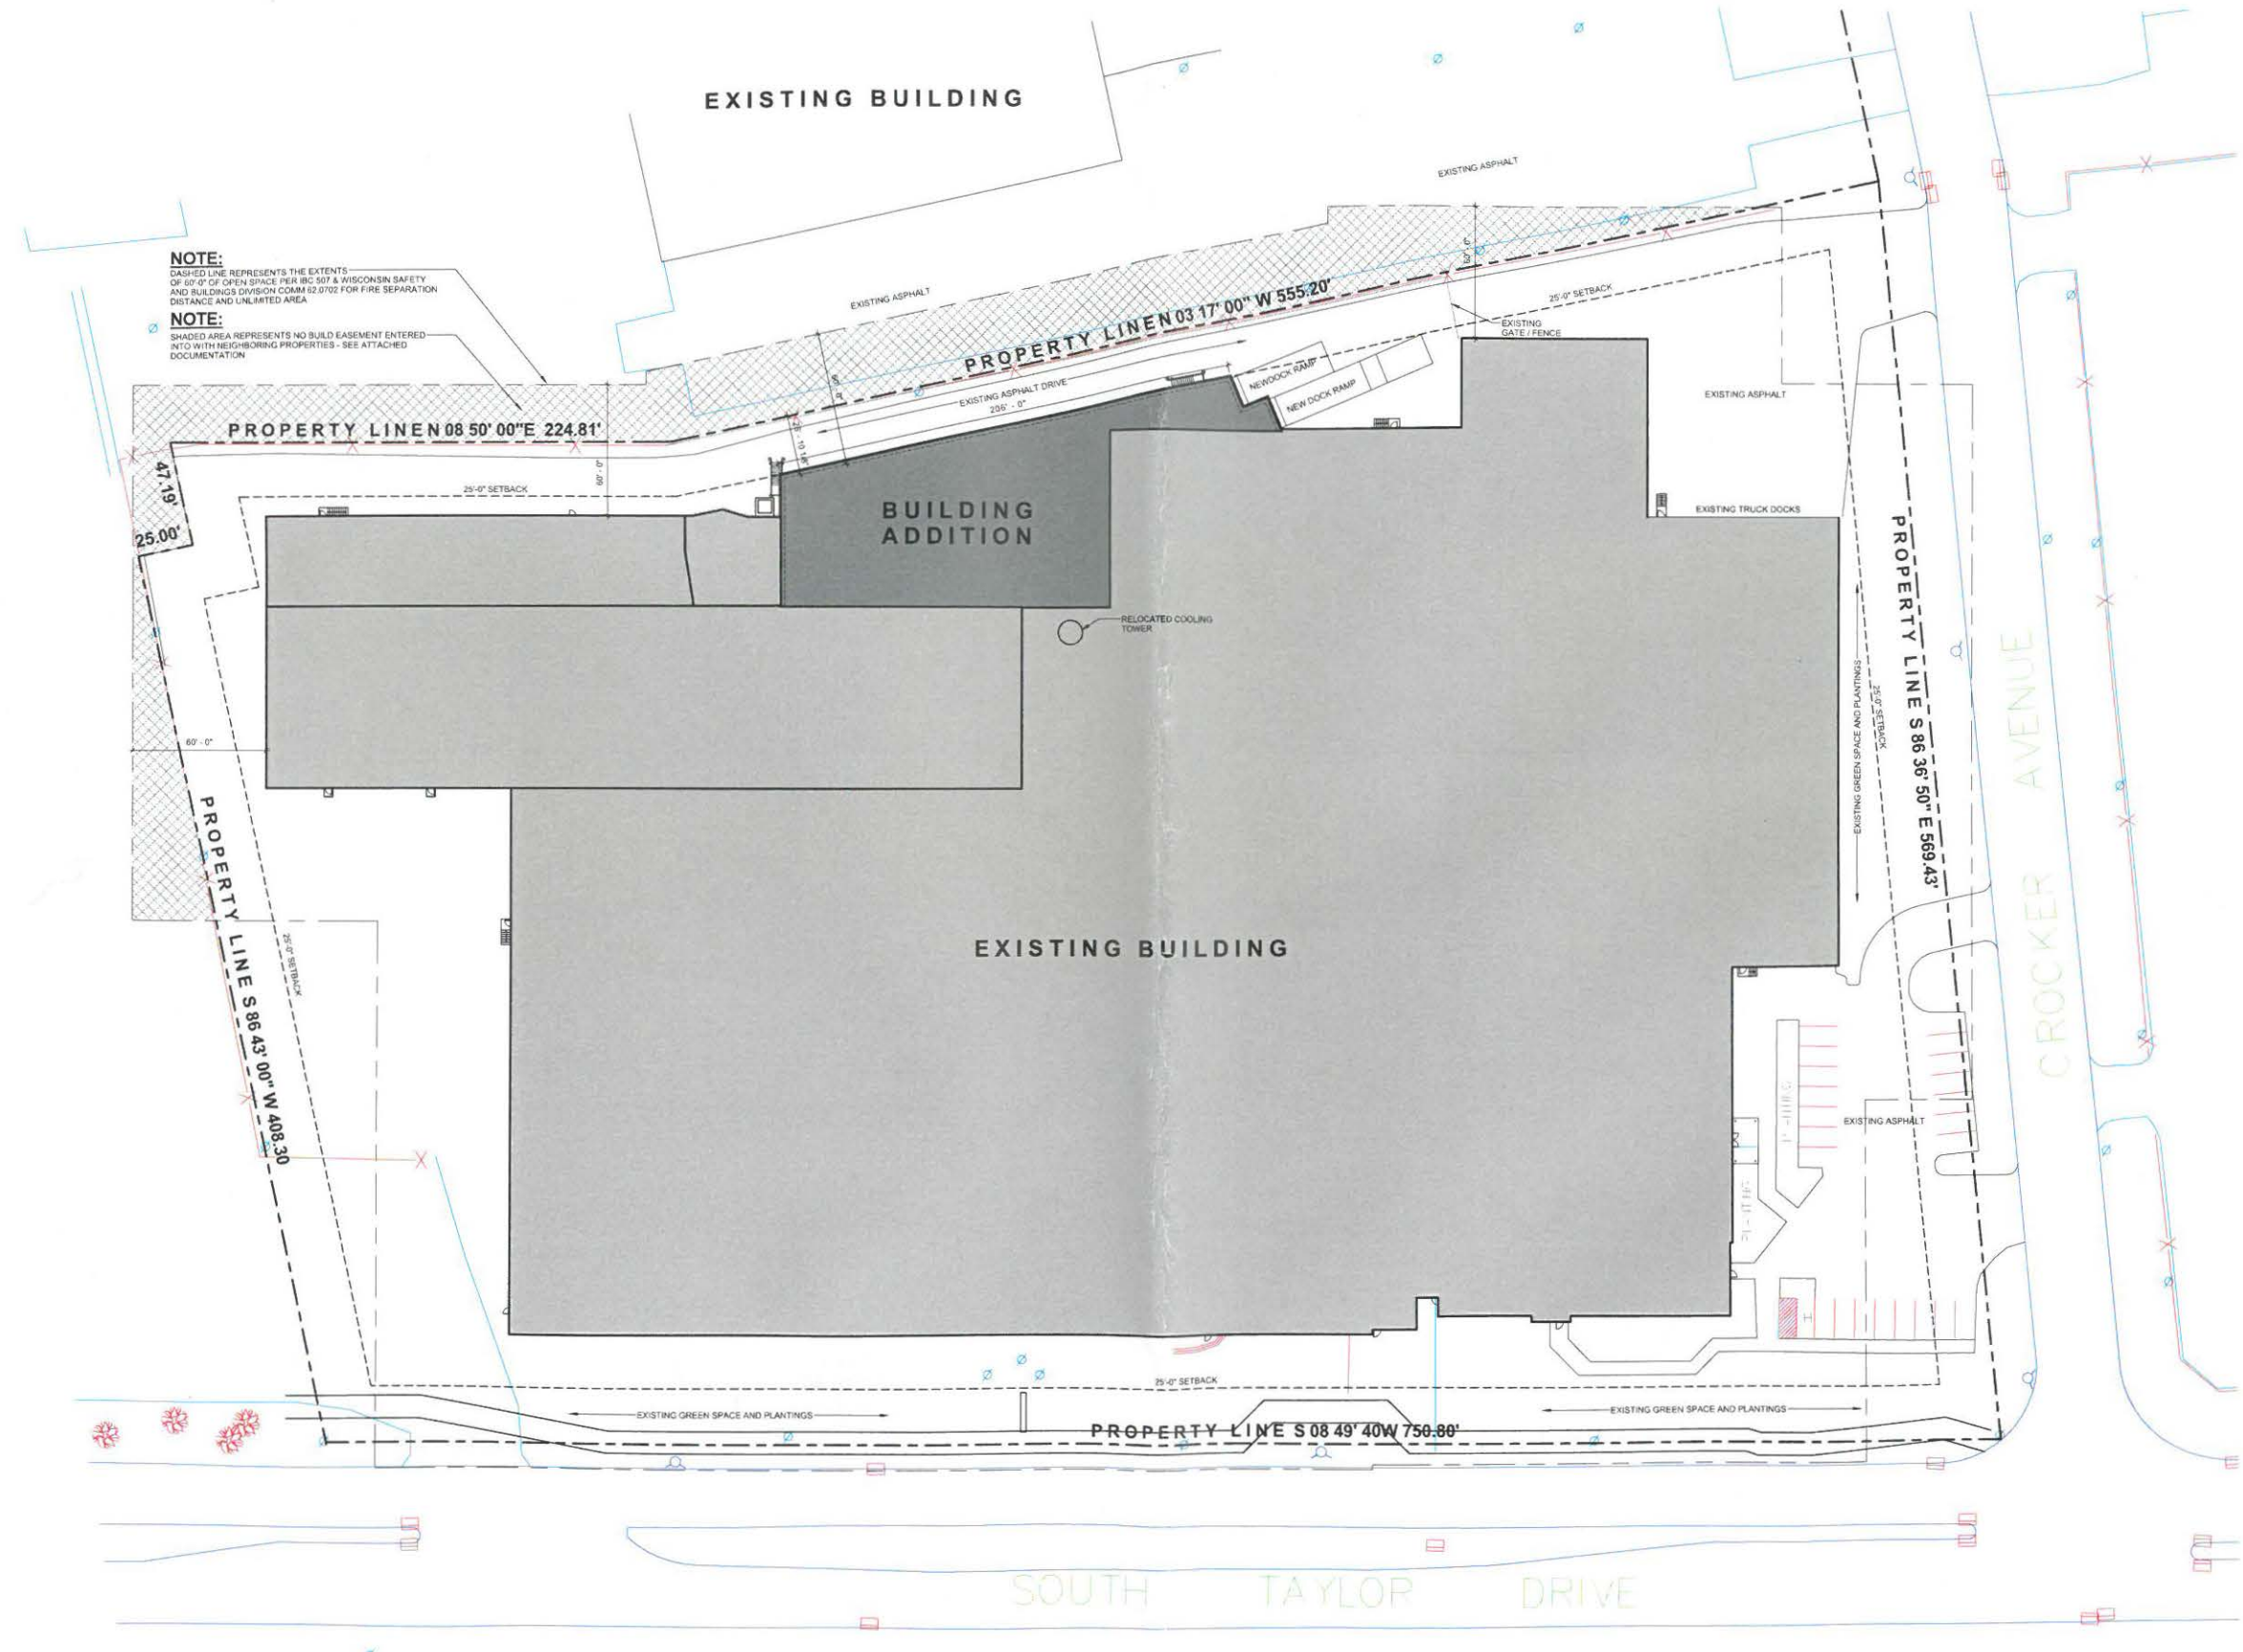 EXISTING BUILDING
EXISTING ASPHALT
NOTE:
DASHED LINE REPRESENTS THE EXTENTS
OF 60'-0" OF OPEN SPACE PER IBC 507 & WISCONSIN SAFETY
AND BUILDINGS DIVISION COMM 62.0702 FOR FIRE SEPARATION
DISTANCE AND UNLIMITED AREA
NOTE:
SHADED AREA REPRESENTS NO BUILD EASEMENT ENTERED
INTO WITH NEIGHBORING PROPERTIES - SEE ATTACHED
DOCUMENTATION
EXISTING ASPHALT
60' - 0"
25'-0" SETBACK
PROPERTY LINE N 03 17' 00" W 555.20'
EXISTING
GATE / FENCE
NEW DOCK RAMP
NEW DOCK RAMP
EXISTING ASPHALT DRIVE
206' - 0"
EXISTING ASPHALT
PROPERTY LINE N 08 50' 00"E 224.81'
47.19'
25.00'
60' - 0"
25'-0" SETBACK
BUILDING
ADDITION
EXISTING TRUCK DOCKS
RELOCATED COOLING
TOWER
60' - 0"
PROPERTY LINE S 86 43' 00" W 408.30
25'-0" SETBACK
EXISTING BUILDING
EXISTING GREEN SPACE AND PLANTINGS
25'-0" SETBACK
PROPERTY LINE S 86 36' 50" E 569.43'
CROCKER AVENUE
EXISTING ASPHALT
H
25'-0" SETBACK
EXISTING GREEN SPACE AND PLANTINGS
EXISTING GREEN SPACE AND PLANTINGS
PROPERTY LINE S 08 49' 40W 750.80'
SOUTH TAYLOR DRIVE